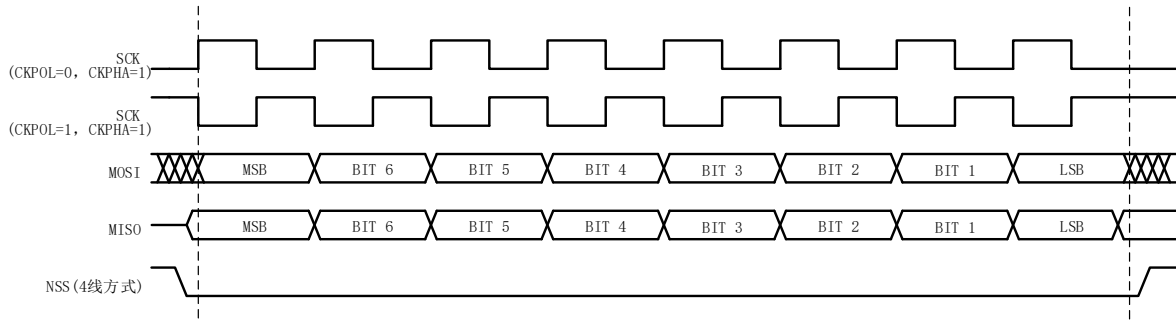 SCK
(CKPOL=0，CKPHA=1)
SCK
(CKPOL=1，CKPHA=1)
MOSI MSB BIT 6 BIT 5 BIT 4 BIT 3 BIT 2 BIT 1 LSB
MISO MSB BIT 6 BIT 5 BIT 4 BIT 3 BIT 2 BIT 1 LSB
NSS(4线方式)